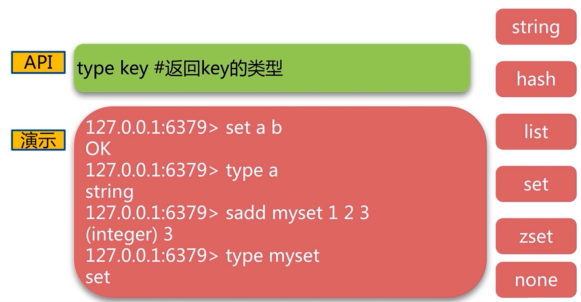 API
type key #返回key的类型
演示
127.0.0.1:6379> set a b
OK
127.0.0.1:6379> type a
string
127.0.0.1:6379> sadd myset 1 2 3
(integer) 3
127.0.0.1:6379> type myset
set
string
hash
list
set
zset
none